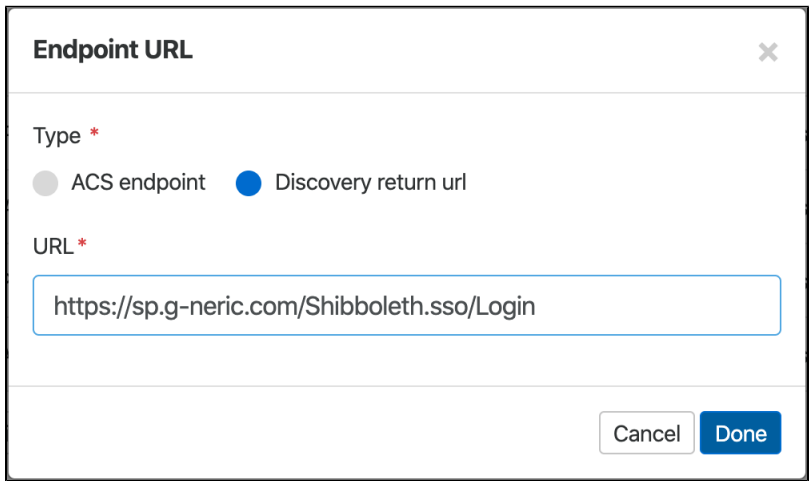 Endpoint URL ×
Type *
ACS endpoint Discovery return url
URL *
https://sp.g-neric.com/Shibboleth.sso/Login
Cancel Done